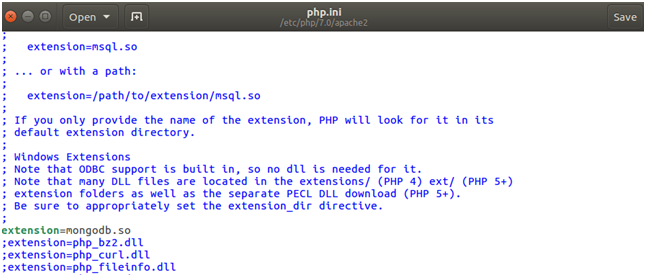 Open
php.ini
/etc/php/7.0/apache2
Save
;
;   extension=msql.so
;
; ... or with a path:
;
;   extension=/path/to/extension/msql.so
;
; If you only provide the name of the extension, PHP will look for it in its
; default extension directory.
;
; Windows Extensions
; Note that ODBC support is built in, so no dll is needed for it.
; Note that many DLL files are located in the extensions/ (PHP 4) ext/ (PHP 5+)
; extension folders as well as the separate PECL DLL download (PHP 5+).
; Be sure to appropriately set the extension_dir directive.
;
extension=mongodb.so
;extension=php_bz2.dll
;extension=php_curl.dll
;extension=php_fileinfo.dll